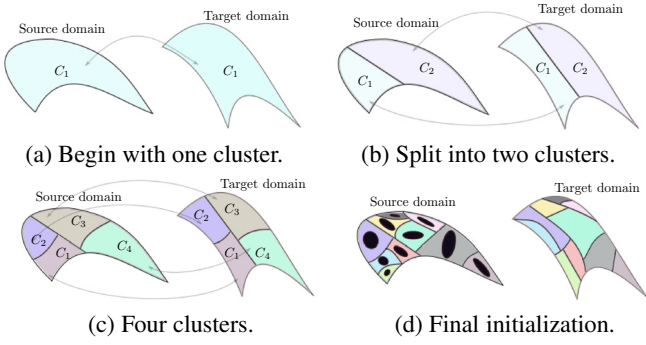 Source domain
Target domain
C1
C1
(a) Begin with one cluster.
Source domain
Target domain
C1
C2
C1
C2
(b) Split into two clusters.
Source domain
Target domain
C3
C2
C1
C4
C2
C3
C1
C4
(c) Four clusters.
Source domain
Target domain
(d) Final initialization.